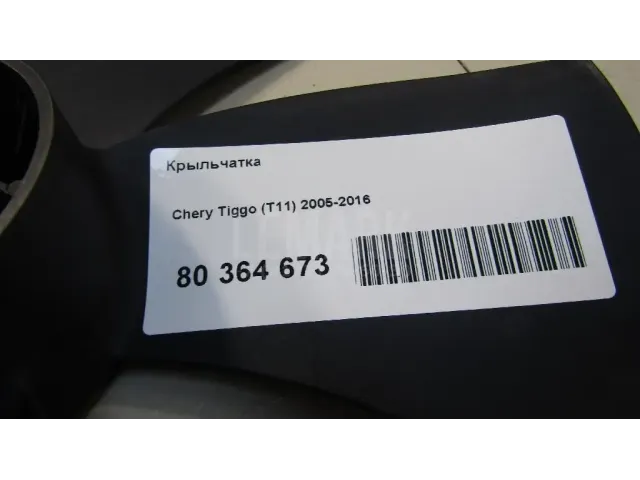 Крыльчатка
Chery Tiggo (T11) 2005-2016
80 364 673